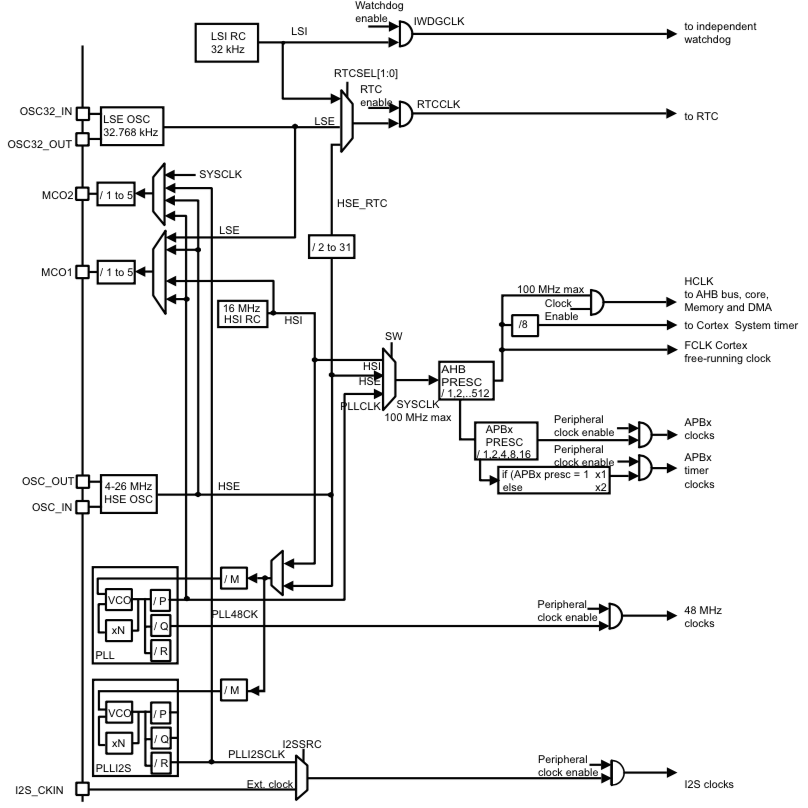 Watchdog
enable
IWDGCLK
to independent
watchdog
LSI RC
32 kHz
LSI
RTCSEL[1:0]
RTC
enable
RTCCLK
to RTC
OSC32_IN
LSE OSC
32.768 kHz
OSC32_OUT
LSE
SYSCLK
MCO2
/ 1 to 5
HSE_RTC
LSE
/ 2 to 31
MCO1
/ 1 to 5
16 MHz
HSI RC
HSI
100 MHz max
Clock
Enable
HCLK
to AHB bus, core,
Memory and DMA
/8
to Cortex System timer
FCLK Cortex
free-running clock
SW
HSI
HSE
PLLCLK
SYSCLK
100 MHz max
AHB
PRESC
/ 1,2,..512
APBx
PRESC
/ 1,2,4,8,16
Peripheral
clock enable
APBx
clocks
Peripheral
clock enable
APBx
timer
clocks
if (APBx presc = 1 x1
else x2
OSC_OUT
4-26 MHz
HSE OSC
OSC_IN
HSE
/ M
VCO
/ P
xN
/ Q
/ R
PLL
PLL48CK
Peripheral
clock enable
48 MHz
clocks
/ M
VCO
/ P
xN
/ Q
/ R
PLLI2S
PLLI2SCLK
I2SSRC
Ext. clock
I2S_CKIN
Peripheral
clock enable
I2S clocks